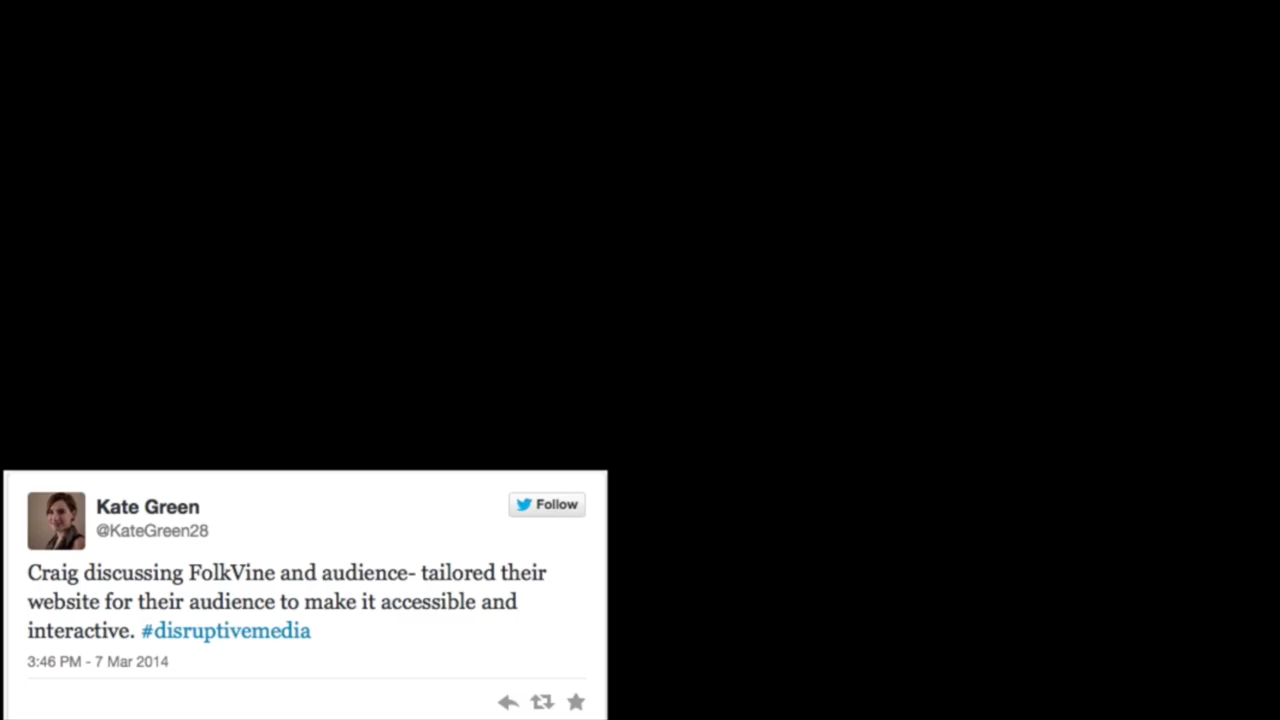 Kate Green
Follow
@KateGreen28
Craig discussing FolkVine and audience- tailored their
website for their audience to make it accessible and
interactive. #disruptivemedia
3:46 PM - 7 Mar 2014